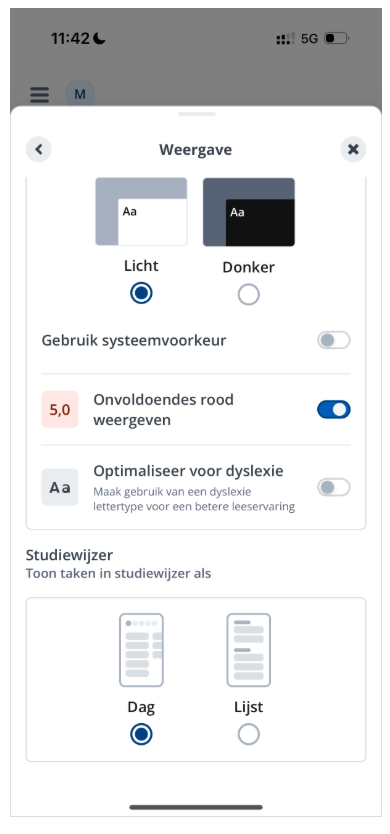 11:42
5G
M
Weergave
Aa
Aa
Licht
Donker
Gebruik systeemvoorkeur
5,0
Onvoldoendes rood
weergeven
Aa
Optimaliseer voor dyslexie
Maak gebruik van een dyslexie
lettertype voor een betere leeservaring
Studiewijzer
Toon taken in studiewijzer als
Dag
Lijst